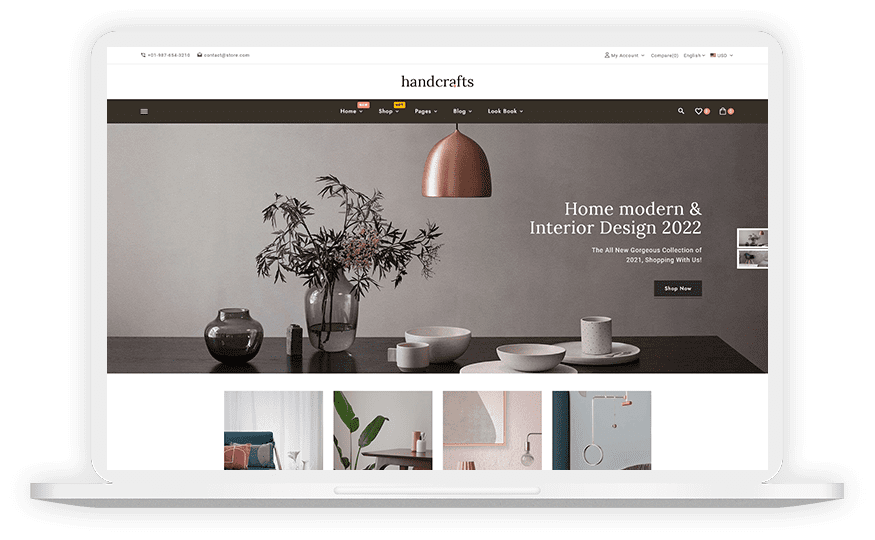 +01-987-654-3210 contact@store.com My Account Compare(0) English USD
handcrafts
NEW HOT
Home Shop Pages Blog Look Book 0 0
Home modern &
Interior Design 2022
The All New Gorgeous Collection of
2021, Shopping With Us!
Shop Now